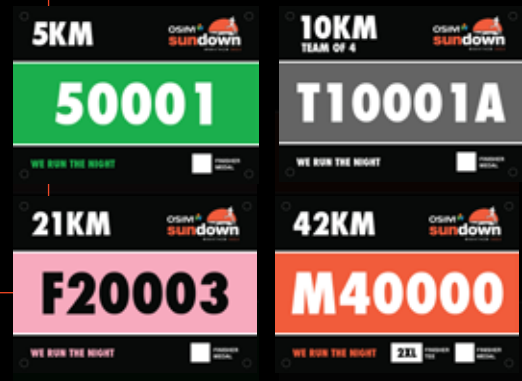 5KM
OSIM
sundown
50001
WE RUN THE NIGHT
FINISHER
MEDAL
10KM
TEAM OF 4
OSIM
sundown
T10001A
WE RUN THE NIGHT
FINISHER
MEDAL
21KM
OSIM
sundown
F20003
WE RUN THE NIGHT
FINISHER
MEDAL
42KM
OSIM
sundown
M40000
WE RUN THE NIGHT
2XL
FINISHER
TEE
FINISHER
MEDAL